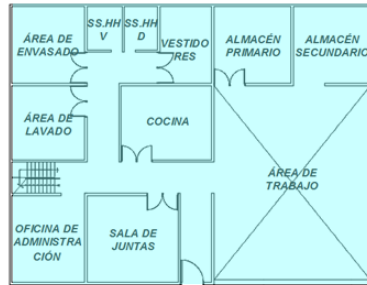 ÁREA DE
ENVASADO
SS.HH
V
SS.HH
D
VESTIDO
RES
ALMACÉN
PRIMARIO
ALMACÉN
SECUNDARIO
ÁREA DE
LAVADO
COCINA
ÁREA DE
TRABAJO
OFICINA DE
ADMINISTRA
CIÓN
SALA DE
JUNTAS